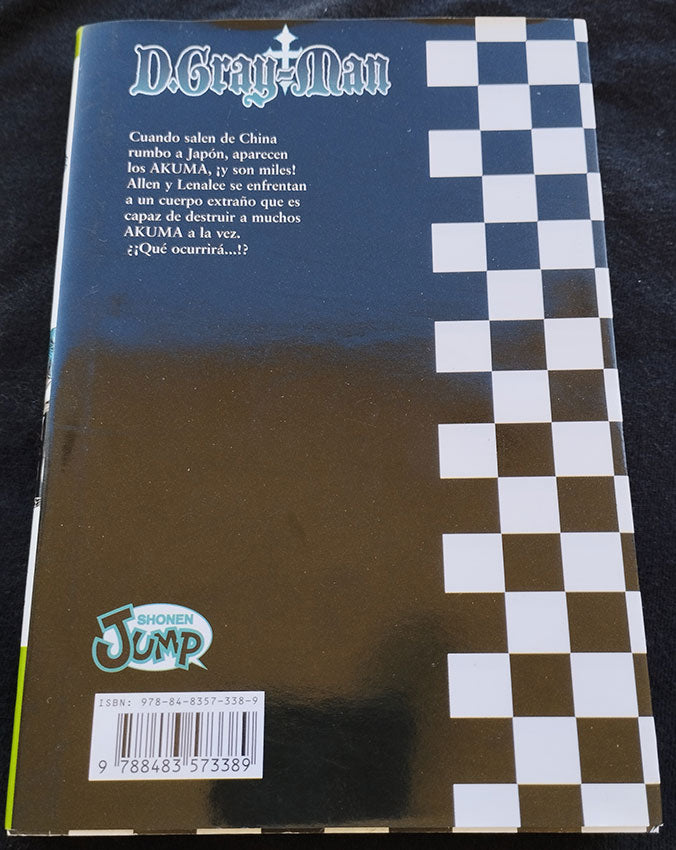 D.Gray-Man
Cuando salen de China
rumbo a Japón, aparecen
los AKUMA, ¡y son miles!
Allen y Lenalee se enfrentan
a un cuerpo extraño que es
capaz de destruir a muchos
AKUMA a la vez.
¿¡Qué ocurrirá...!?
SHONEN
JUMP
ISBN: 978-84-8357-338-9
9 788483 573389